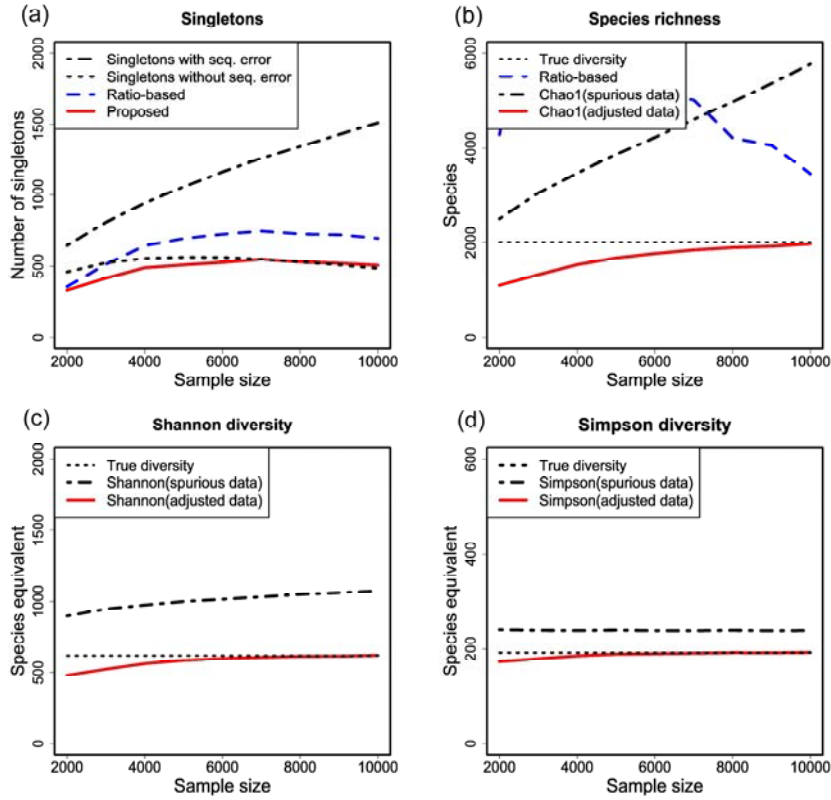 (a)
Singletons
Singletons with seq. error
Singletons without seq. error
Ratio-based
Proposed
Number of singletons
0
500
1000
1500
2000
2000
4000
6000
8000
10000
Sample size
(b)
Species richness
True diversity
Ratio-based
Chao1(spurious data)
Chao1(adjusted data)
Species
0
2000
4000
6000
2000
4000
6000
8000
10000
Sample size
(c)
Shannon diversity
True diversity
Shannon(spurious data)
Shannon(adjusted data)
Species equivalent
0
500
1000
1500
2000
2000
4000
6000
8000
10000
Sample size
(d)
Simpson diversity
True diversity
Simpson(spurious data)
Simpson(adjusted data)
Species equivalent
0
200
400
600
2000
4000
6000
8000
10000
Sample size